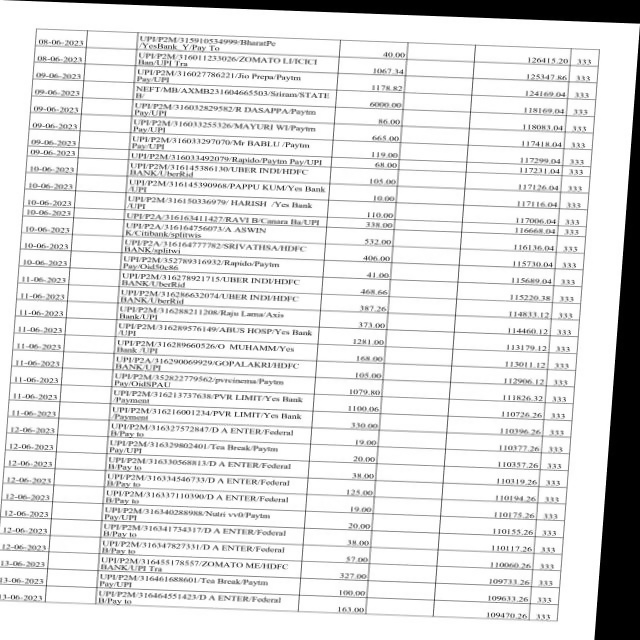 UPI/P2M/315910534999/BharatPe
08-06-2023 /YesBank_Y/Pay To 40.00 126415.20 333
UPI/P2M/316011233026/ZOMATO LI/ICICI
08-06-2023 Ban/UPI Tra 1067.34 125347.86 333
UPI/P2M/316027786221/Jio Prepa/Paytm
09-06-2023 Pay/UPI 1178.82 124169.04 333
NEFT/MB/AXMB231604665503/Sriram/STATE
09-06-2023 B/ 6000.00 118169.04 333
UPI/P2M/316032829582/R DASAPPA/Paytm
09-06-2023 Pay/UPI 86.00 118083.04 333
UPI/P2M/316033255326/MAYURI WI/Paytm
09-06-2023 Pay/UPI 665.00 117418.04 333
UPI/P2M/316033297070/Mr BABLU /Paytm
09-06-2023 Pay/UPI 119.00 117299.04 333
09-06-2023 UPI/P2M/316033492079/Rapido/Paytm Pay/UPI 68.00 117231.04 333
UPI/P2M/316145386130/UBER INDI/HDFC
10-06-2023 BANK/UberRid 105.00 117126.04 333
UPI/P2M/316145390968/PAPPU KUM/Yes Bank
10-06-2023 /UPI 10.00 117116.04 333
UPI/P2M/316150336979/ HARISH /Yes Bank
10-06-2023 /UPI 110.00 117006.04 333
10-06-2023 UPI/P2A/316163411427/RAVI B/Canara Ba/UPI 338.00 116668.04 333
UPI/P2A/316164756073/A ASWIN
10-06-2023 K/Citibank/splitwis 532.00 116136.04 333
UPI/P2A/316164777782/SRIVATHSA/HDFC
10-06-2023 BANK/splitwi 406.00 115730.04 333
UPI/P2M/352789316932/Rapido/Paytm
10-06-2023 Pay/Oid50c86 41.00 115689.04 333
UPI/P2M/316278921715/UBER INDI/HDFC
11-06-2023 BANK/UberRid 468.66 115220.38 333
UPI/P2M/316286632074/UBER INDI/HDFC
11-06-2023 BANK/UberRid 387.26 114833.12 333
UPI/P2M/316288211208/Raju Lama/Axis
11-06-2023 Bank/UPI 373.00 114460.12 333
UPI/P2M/316289576149/ABUS HOSP/Yes Bank
11-06-2023 /UPI 1281.00 113179.12 333
UPI/P2M/316289660526/O MUHAMM/Yes
11-06-2023 Bank /UPI 168.00 113011.12 333
UPI/P2A/316290069929/GOPALAKRI/HDFC
11-06-2023 BANK/UPI 105.00 112906.12 333
UPI/P2M/352822779562/pvrcinema/Paytm
11-06-2023 Pay/OidSPAU 1079.80 111826.32 333
UPI/P2M/316213737638/PVR LIMIT/Yes Bank
11-06-2023 /Payment 1100.06 110726.26 333
UPI/P2M/316216001234/PVR LIMIT/Yes Bank
11-06-2023 /Payment 330.00 110396.26 333
UPI/P2M/316327572847/D A ENTER/Federal
12-06-2023 B/Pay to 19.00 110377.26 333
UPI/P2M/316329802401/Tea Break/Paytm
12-06-2023 Pay/UPI 20.00 110357.26 333
UPI/P2M/316330568813/D A ENTER/Federal
12-06-2023 B/Pay to 38.00 110319.26 333
UPI/P2M/316334546733/D A ENTER/Federal
12-06-2023 B/Pay to 125.00 110194.26 333
UPI/P2M/316337110390/D A ENTER/Federal
12-06-2023 B/Pay to 19.00 110175.26 333
UPI/P2M/316340288988/Nutri vv0/Paytm
12-06-2023 Pay/UPI 20.00 110155.26 333
UPI/P2M/316341734317/D A ENTER/Federal
12-06-2023 B/Pay to 38.00 110117.26 333
UPI/P2M/316347827331/D A ENTER/Federal
12-06-2023 B/Pay to 57.00 110060.26 333
UPI/P2M/316455178557/ZOMATO ME/HDFC
13-06-2023 BANK/UPI Tra 327.00 109733.26 333
UPI/P2M/316461688601/Tea Break/Paytm
13-06-2023 Pay/UPI 100.00 109633.26 333
UPI/P2M/316464551423/D A ENTER/Federal
13-06-2023 B/Pay to 163.00 109470.26 333